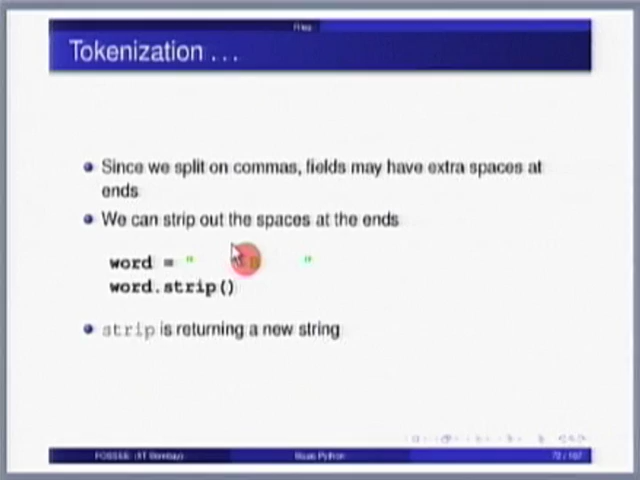 Files
Tokenization . . .
Since we split on commas, fields may have extra spaces at
ends
We can strip out the spaces at the ends
word = " B "
word.strip()
strip is returning a new string
FOSSEE (IIT Bombay)
Basic Python
72 / 107